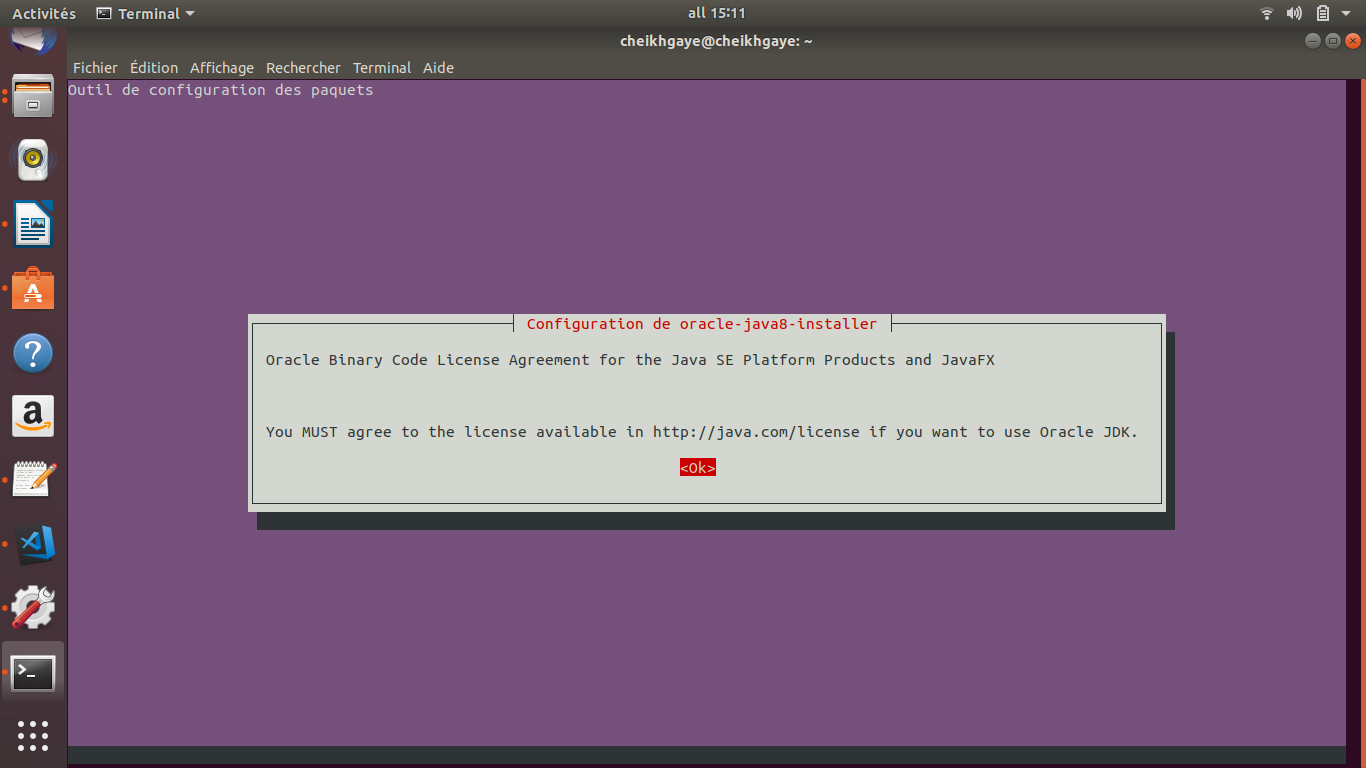 Activités
Terminal
all 15:11
cheikhgaye@cheikhgaye: ~
Fichier Édition Affichage Rechercher Terminal Aide
Outil de configuration des paquets
Configuration de oracle-java8-installer
Oracle Binary Code License Agreement for the Java SE Platform Products and JavaFX
You MUST agree to the license available in http://java.com/license if you want to use Oracle JDK.
<Ok>